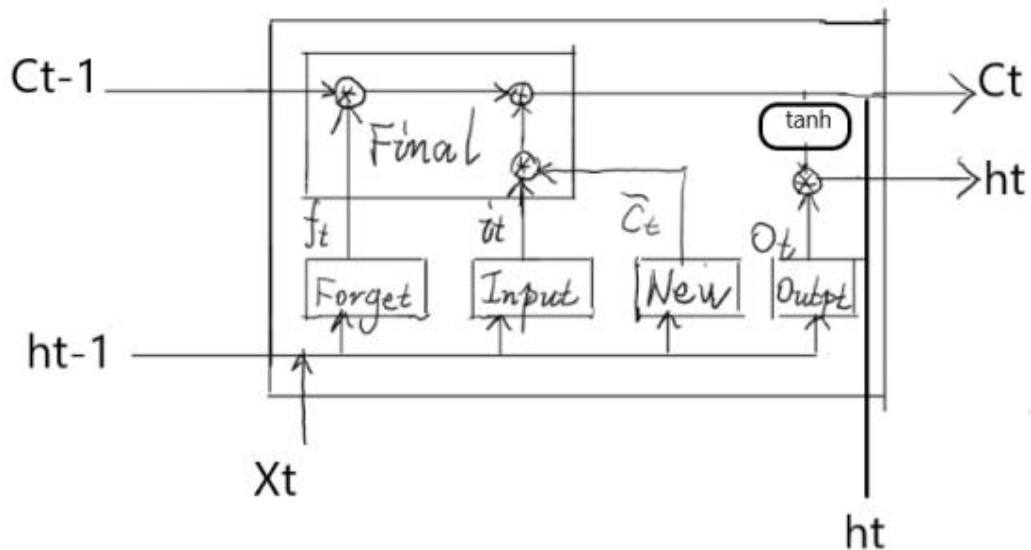 Ct-1
Ct
tanh
Final
ht
ft
it
C̃t
Ot
Forget
Input
New
Outpt
ht-1
Xt
ht